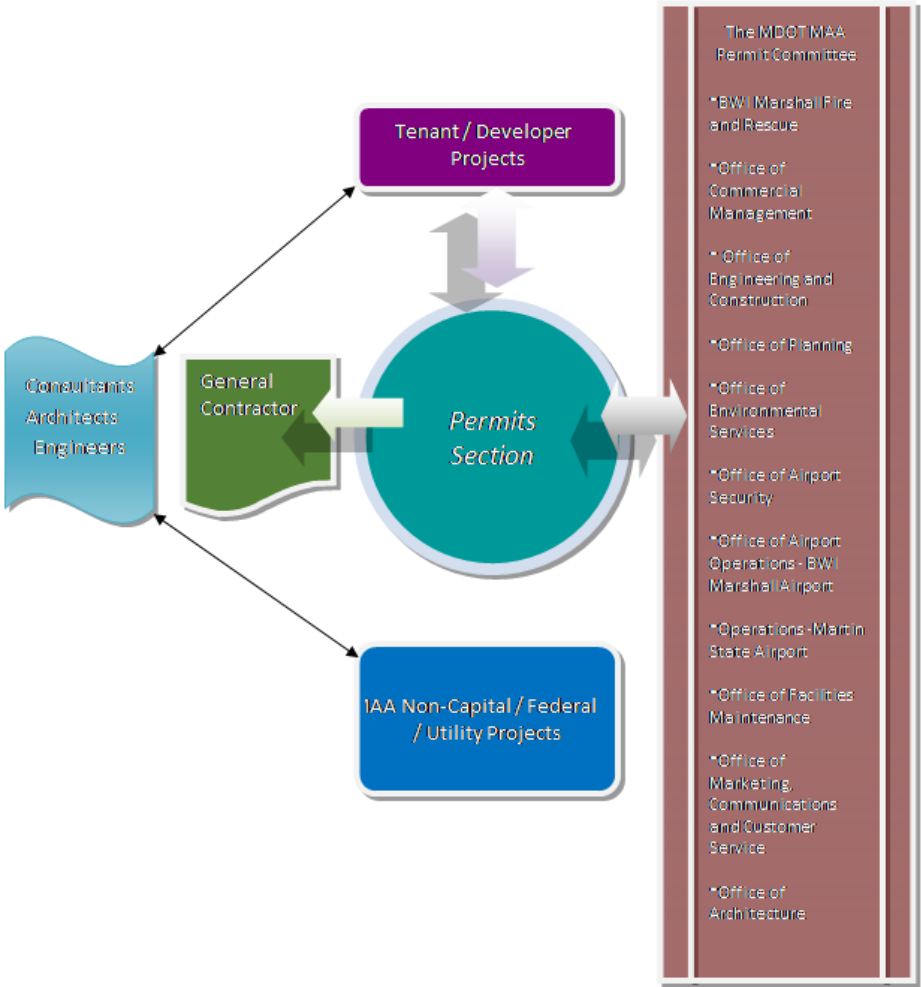 Tenant / Developer
Projects
Consultants
Architects
Engineers
General
Contractor
Permits
Section
IAA Non-Capital / Federal
/ Utility Projects
The MDOT MAA
Permit Committee
*BWI Marshall Fire
and Rescue
*Office of
Commercial
Management
* Office of
Engineering and
Construction
*Office of Planning
*Office of
Environmental
Services
*Office of Airport
Security
*Office of Airport
Operations - BWI
Marshall Airport
*Operations - Martin
State Airport
*Office of Facilities
Maintenance
*Office of
Marketing,
Communications
and Customer
Service
*Office of
Architecture